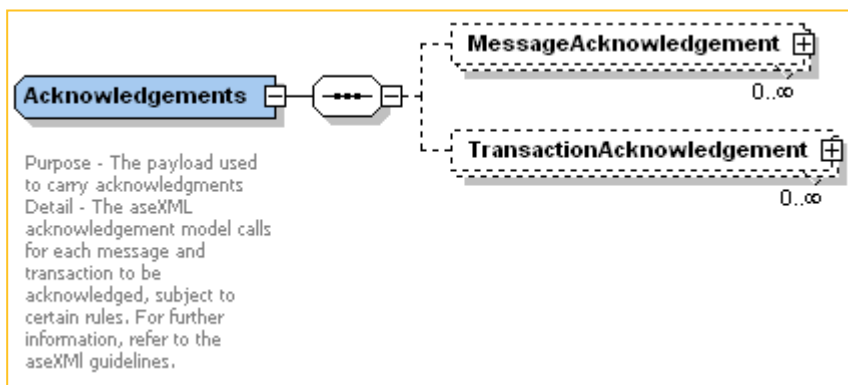 MessageAcknowledgement
0..∞
Acknowledgements
TransactionAcknowledgement
0..∞
Purpose - The payload used
to carry acknowledgments
Detail - The aseXML
acknowledgement model calls
for each message and
transaction to be
acknowledged, subject to
certain rules. For further
information, refer to the
aseXMl guidelines.